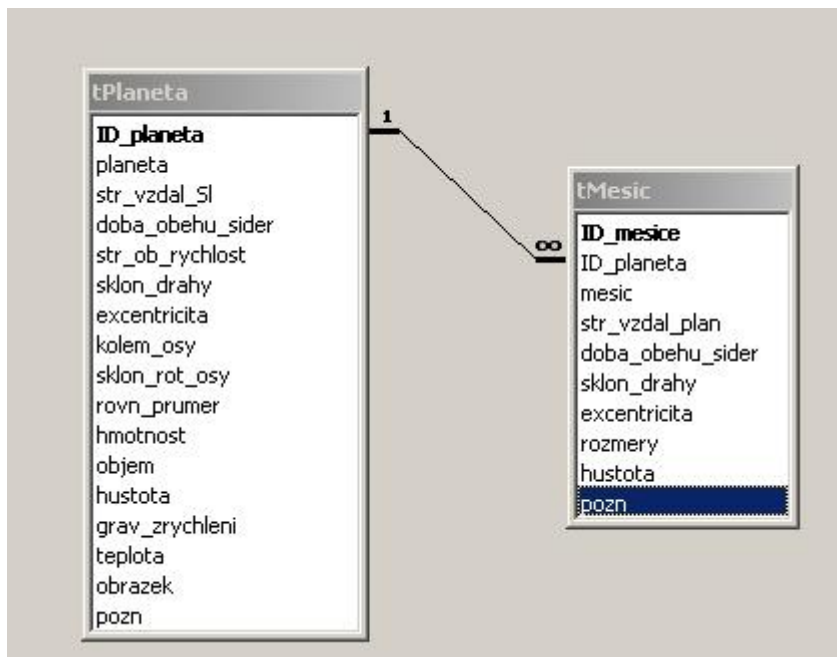 tPlaneta
ID_planeta
planeta
str_vzdal_Sl
doba_obehu_sider
str_ob_rychlost
sklon_drahy
excentricita
kolem_osy
sklon_rot_osy
rovn_prumer
hmotnost
objem
hustota
grav_zrychleni
teplota
obrazek
pozn
1
∞
tMesic
ID_mesice
ID_planeta
mesic
str_vzdal_plan
doba_obehu_sider
sklon_drahy
excentricita
rozmery
hustota
pozn